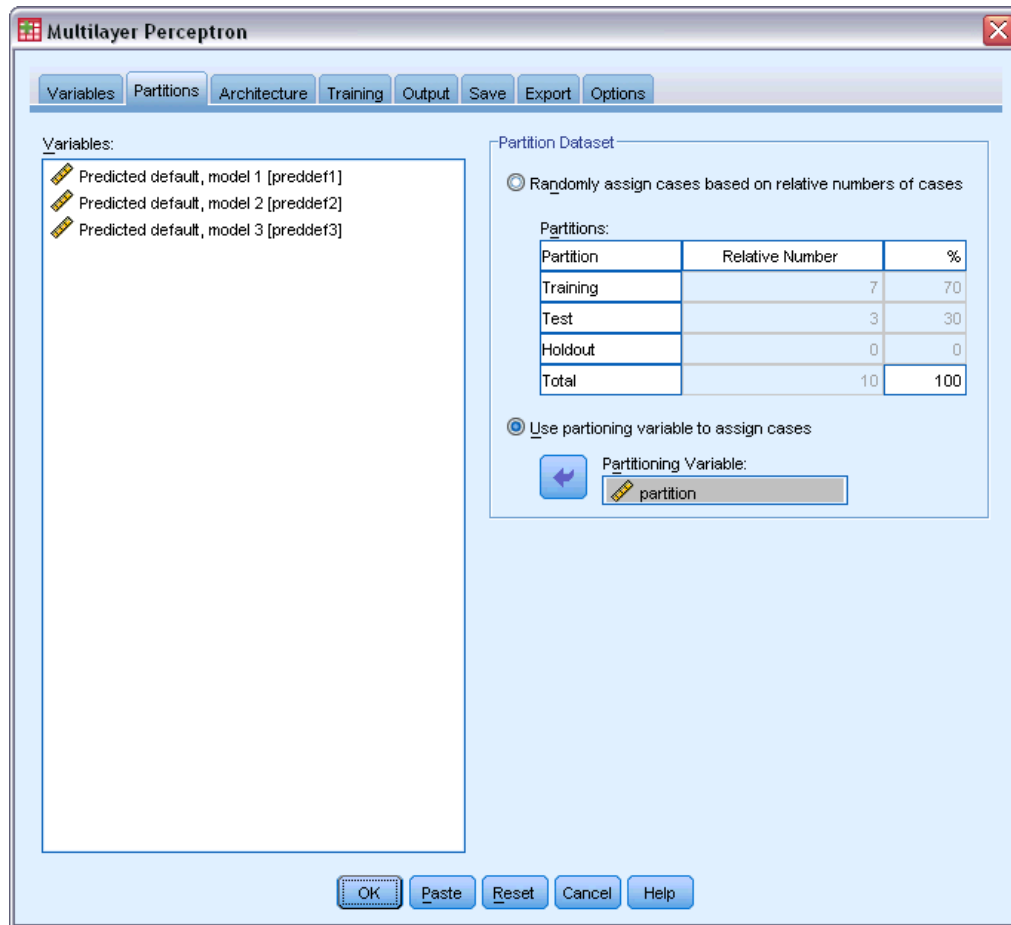 Multilayer Perceptron
Variables Partitions Architecture Training Output Save Export Options
Variables:
Predicted default, model 1 [preddef1]
Predicted default, model 2 [preddef2]
Predicted default, model 3 [preddef3]
Partition Dataset
Randomly assign cases based on relative numbers of cases
Partitions:
Partition Relative Number %
Training 7 70
Test 3 30
Holdout 0 0
Total 10 100
Use partioning variable to assign cases
Partitioning Variable:
partition
OK Paste Reset Cancel Help